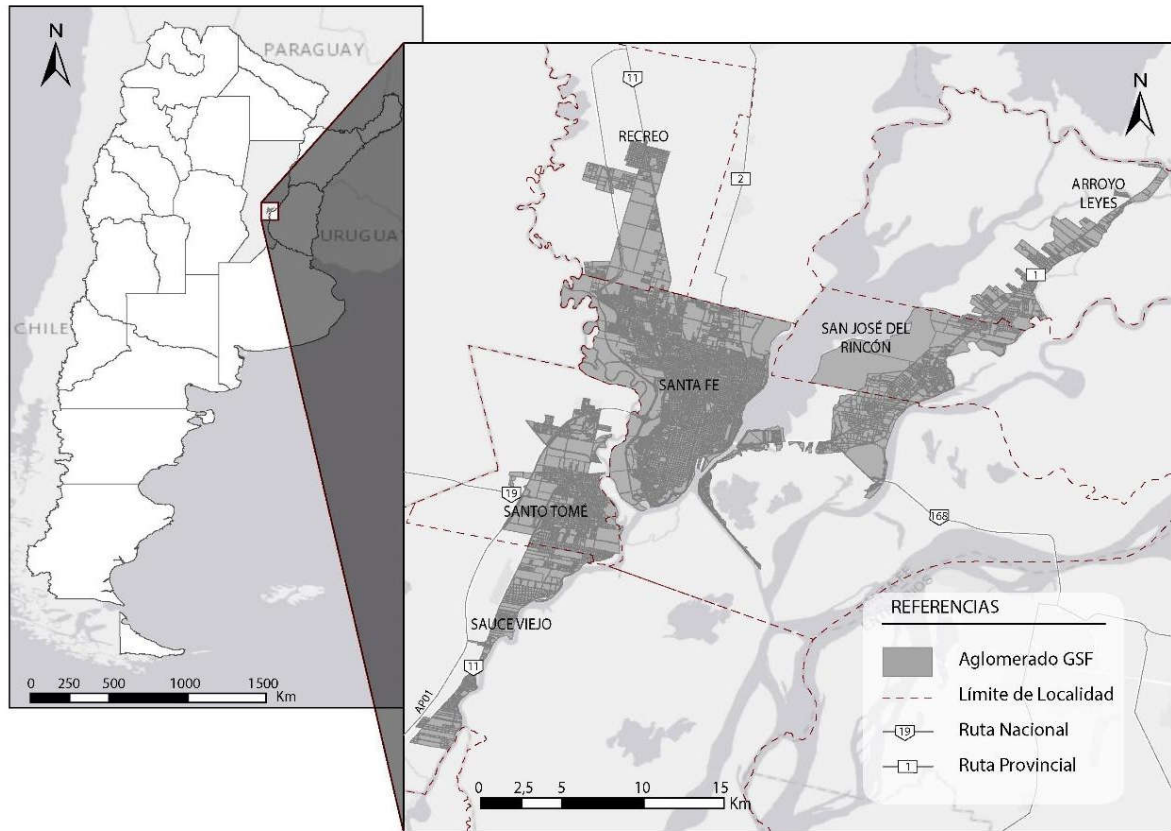 N
PARAGUAY
URUGUAY
CHILE
0 250 500 1000 1500
Km
N
11
RECREO
2
ARROYO
LEYES
1
SAN JOSÉ DEL
RINCÓN
SANTA FE
19
SANTO TOMÉ
168
SAUCE VIEJO
11
AP01
0 2,5 5 10 15
Km
REFERENCIAS
Aglomerado GSF
Límite de Localidad
19 Ruta Nacional
1 Ruta Provincial